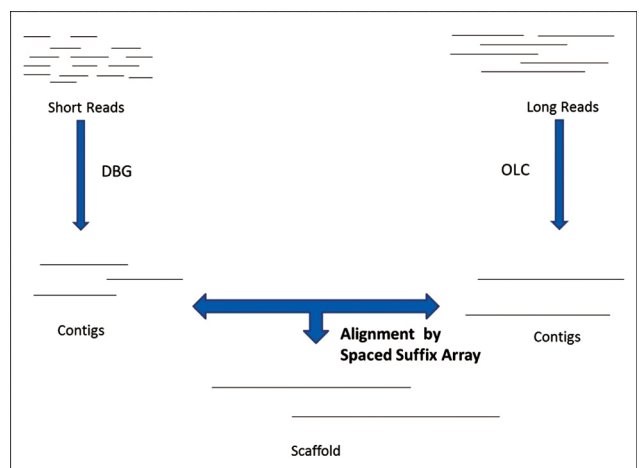 Short Reads
Long Reads
DBG
OLC
Contigs
Alignment by
Spaced Suffix Array
Contigs
Scaffold